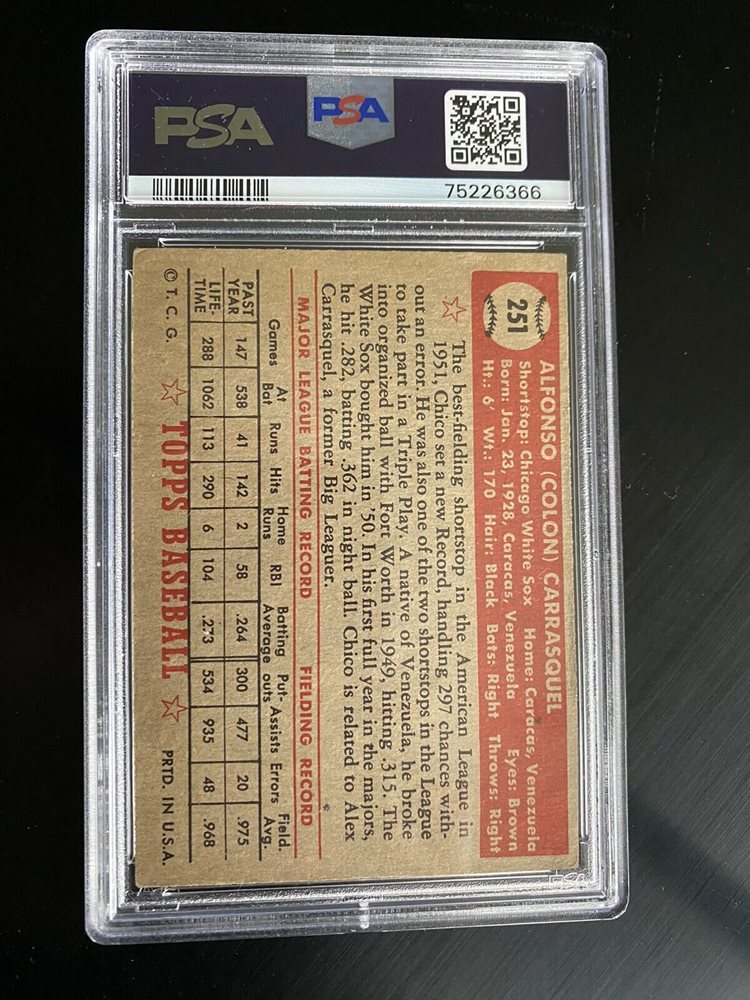 PSA
PSA
75226366
251
ALFONSO (COLON) CARRASQUEL
Shortstop: Chicago White Sox Home: Caracas, Venezuela
Born: Jan. 23, 1928, Caracas, Venezuela Eyes: Brown
Ht.: 6' Wt.: 170 Hair: Black Bats: Right Throws: Right
The best-fielding shortstop in the American League in
1951, Chico set a new Record, handling 297 chances with-
out an error. He was also one of the two shortstops in the League
to take part in a Triple Play. A native of Venezuela, he broke
into organized ball with Fort Worth in 1949, hitting .315. The
White Sox bought him in '50. In his first full year in the majors,
he hit .282, batting .362 in night ball. Chico is related to Alex
Carrasquel, a former Big Leaguer.
MAJOR LEAGUE BATTING RECORD FIELDING RECORD
Games At Bat Runs Hits Home Runs RBI Batting Average Put-outs Assists Errors Field. Avg.
PAST YEAR 147 538 41 142 2 58 .264 300 477 20 .975
LIFE-TIME 288 1062 113 290 6 104 .273 534 935 48 .968
© T. C. G. TOPPS BASEBALL PRTD. IN U.S.A.